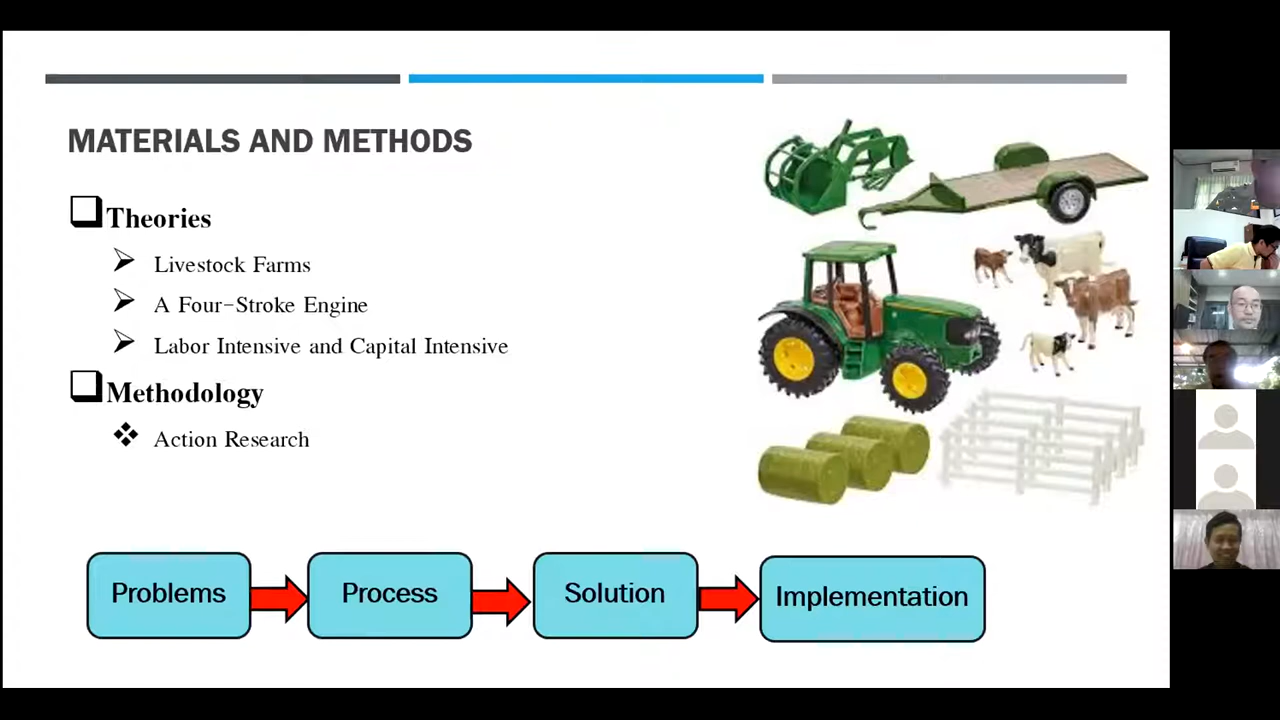 MATERIALS AND METHODS
Theories
Livestock Farms
A Four-Stroke Engine
Labor Intensive and Capital Intensive
Methodology
Action Research
Problems
Process
Solution
Implementation